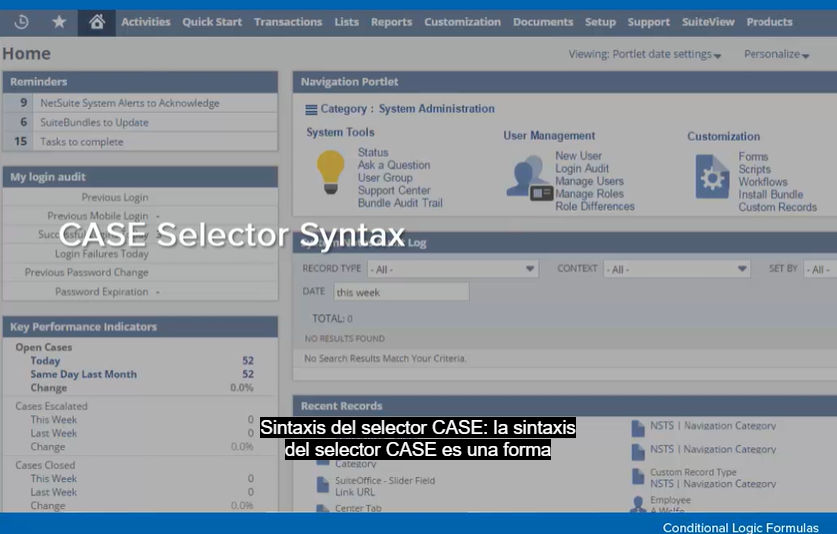 Activities Quick Start Transactions Lists Reports Customization Documents Setup Support SuiteView Products
Home
Viewing: Portlet date settings
Personalize
Reminders
9 NetSuite System Alerts to Acknowledge
6 SuiteBundles to Update
15 Tasks to complete
My login audit
Previous Login
Previous Mobile Login -
Today
Login Failures Today
Previous Password Change
Password Expiration -
CASE Selector Syntax
Key Performance Indicators
Open Cases
Today 52
Same Day Last Month 52
Change 0.0%
Cases Escalated
This Week 0
Last Week 0
Change 0.0%
Cases Closed
This Week 0
Last Week 0
Change 0.0%
Navigation Portlet
Category : System Administration
System Tools
Status
Ask a Question
User Group
Support Center
Bundle Audit Trail
User Management
New User
Login Audit
Manage Users
Manage Roles
Role Differences
Customization
Forms
Scripts
Workflows
Install Bundle
Custom Records
Log
RECORD TYPE - All - CONTEXT - All - SET BY - All -
DATE this week
TOTAL: 0
NO RESULTS FOUND
No Search Results Match Your Criteria.
Recent Records
Category
SuiteOffice - Slider Field
Link URL
Center Tab
NSTS | Navigation Category
NSTS | Navigation Category
Custom Record Type
NSTS | Navigation Category
Employee
A Wolfe
Sintaxis del selector CASE: la sintaxis
del selector CASE es una forma
Conditional Logic Formulas